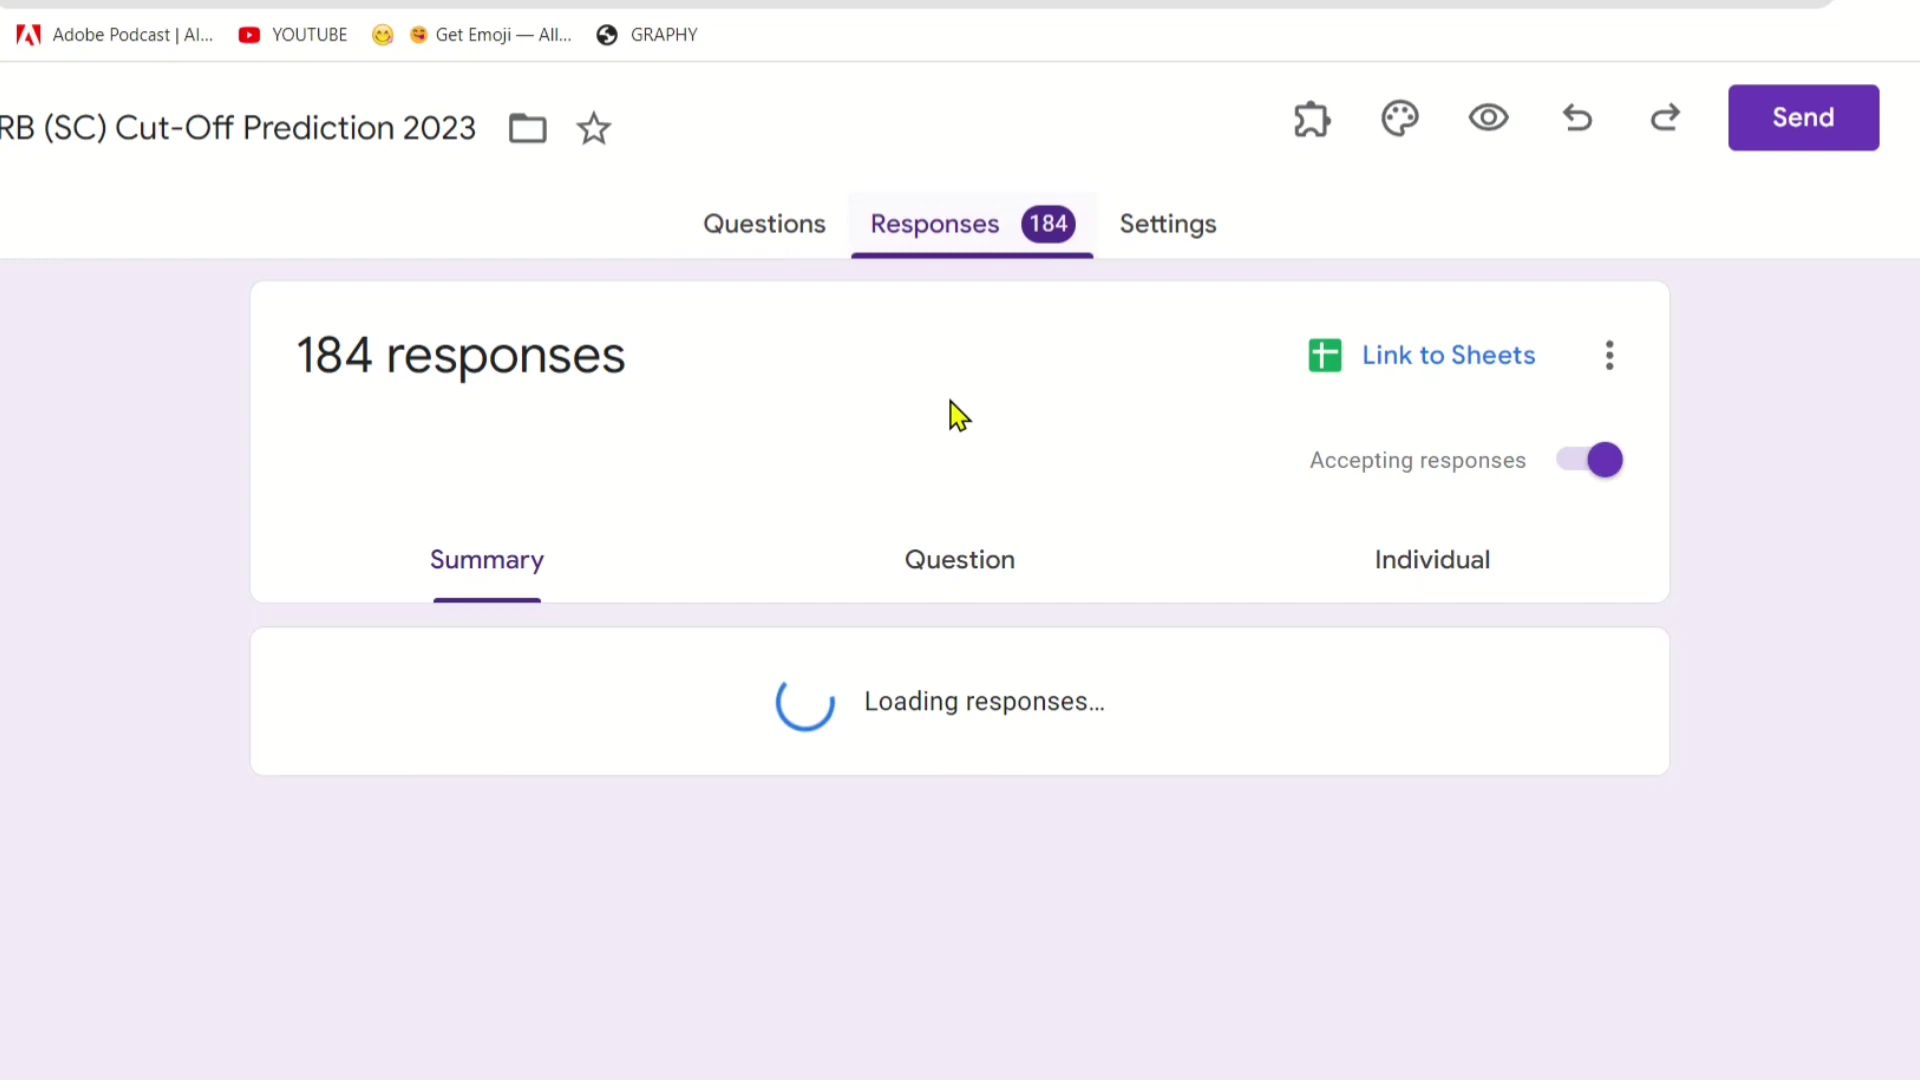 Adobe Podcast | AI... YOUTUBE Get Emoji — All... GRAPHY
RB (SC) Cut-Off Prediction 2023
Send
Questions Responses 184 Settings
184 responses
Link to Sheets
Accepting responses
Summary Question Individual
Loading responses...